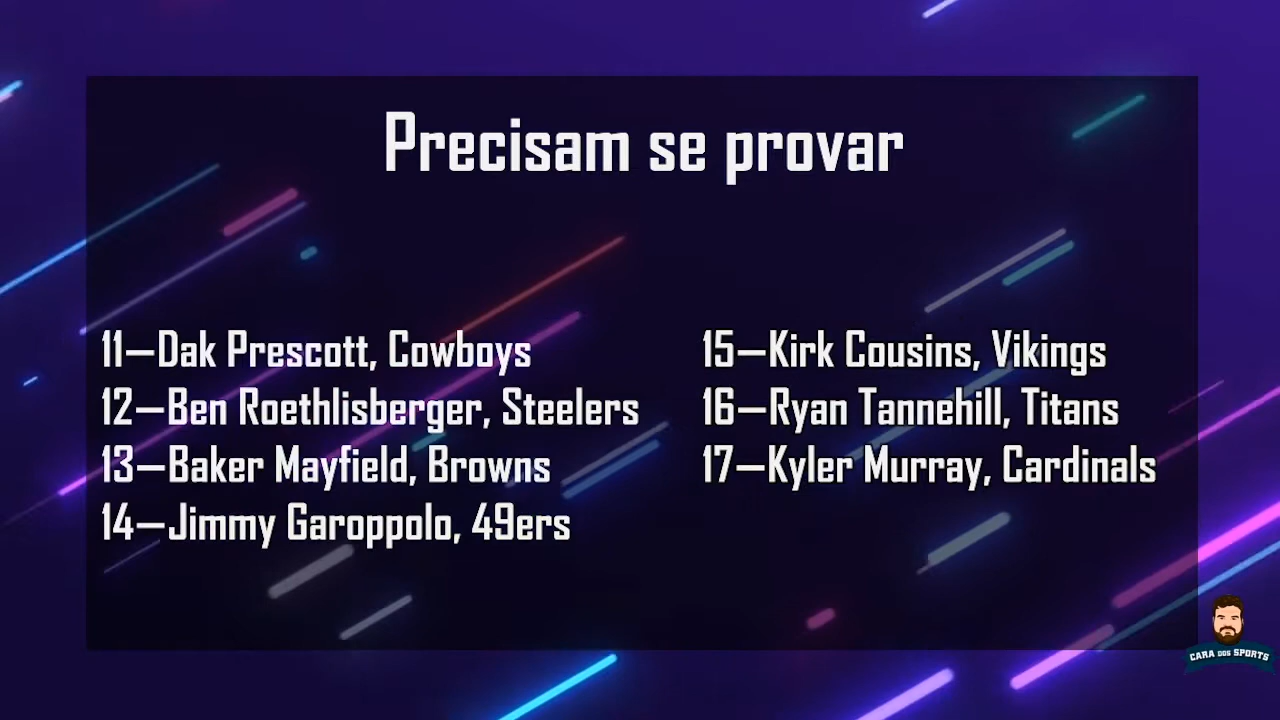 Precisam se provar
11—Dak Prescott, Cowboys
12—Ben Roethlisberger, Steelers
13—Baker Mayfield, Browns
14—Jimmy Garoppolo, 49ers
15—Kirk Cousins, Vikings
16—Ryan Tannehill, Titans
17—Kyler Murray, Cardinals
CARA DOS SPORTS